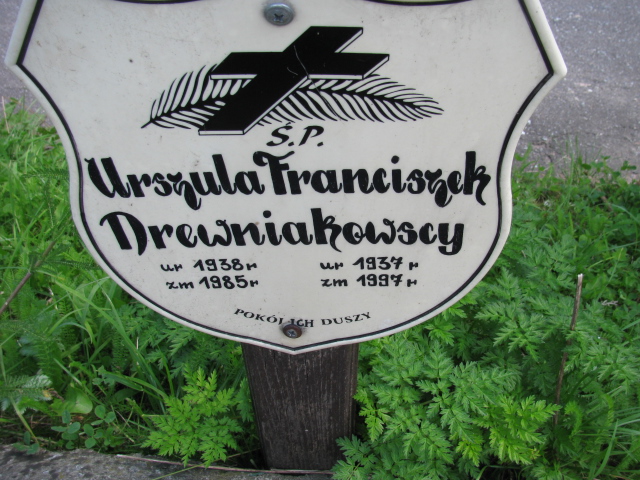 Ś.P.
Urszula Franciszek
Drewniakowscy
ur 1938 r ur 1937 r
zm 1985 r zm 1997 r
POKÓJ ICH DUSZY